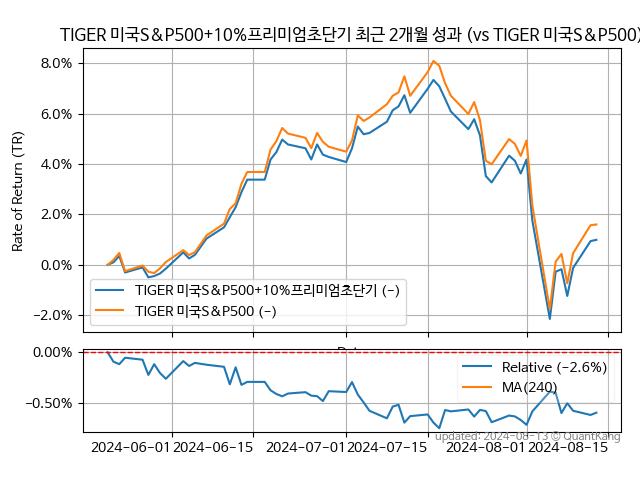 TIGER 미국S&P500+10%프리미엄초단기 최근 2개월 성과 (vs TIGER 미국S&P500)
8.0%
6.0%
4.0%
2.0%
0.0%
−2.0%
Rate of Return (TR)
TIGER 미국S&P500+10%프리미엄초단기 (-)
TIGER 미국S&P500 (-)
0.00%
−0.50%
Relative (-2.6%)
MA(240)
updated: 2024-08-13 © QuantKang
2024-06-01 2024-06-15 2024-07-01 2024-07-15 2024-08-01 2024-08-15